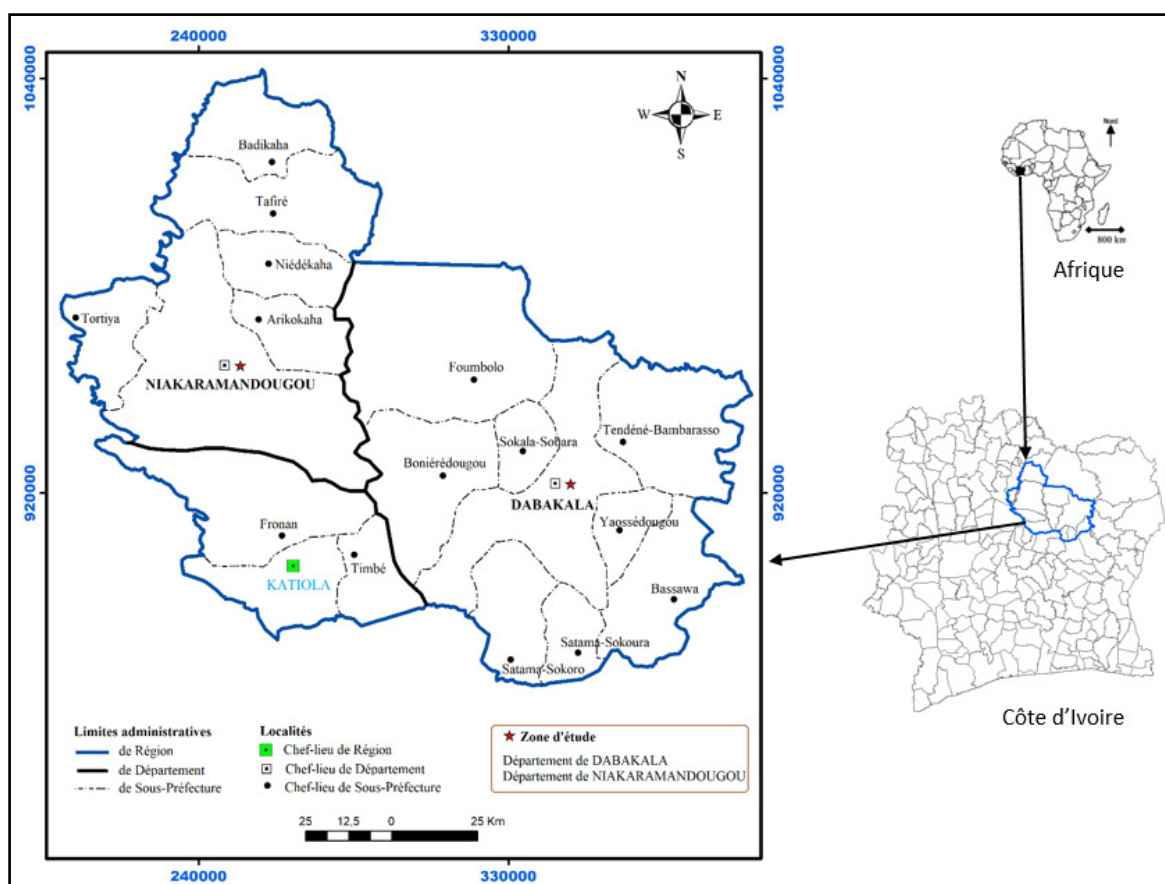 240000
330000
1040000
1040000
N
W
E
S
Badikaha
Tafiré
Niédékaha
Tortiya
Arikokaha
NIAKARAMANDOUGOU
Foumbolo
Tendéné-Bambarasso
Sokala-Sobara
Boniérédougou
920000
920000
DABAKALA
Yaossédougou
Fronan
Timbé
KATIOLA
Bassawa
Satama-Sokoura
Satama-Sokoro
Limites administratives
de Région
de Département
de Sous-Préfecture
Localités
Chef-lieu de Région
Chef-lieu de Département
Chef-lieu de Sous-Préfecture
Zone d'étude
Département de DABAKALA
Département de NIAKARAMANDOUGOU
25 12,5 0 25 Km
240000
330000
Nord
800 km
Afrique
Côte d'Ivoire